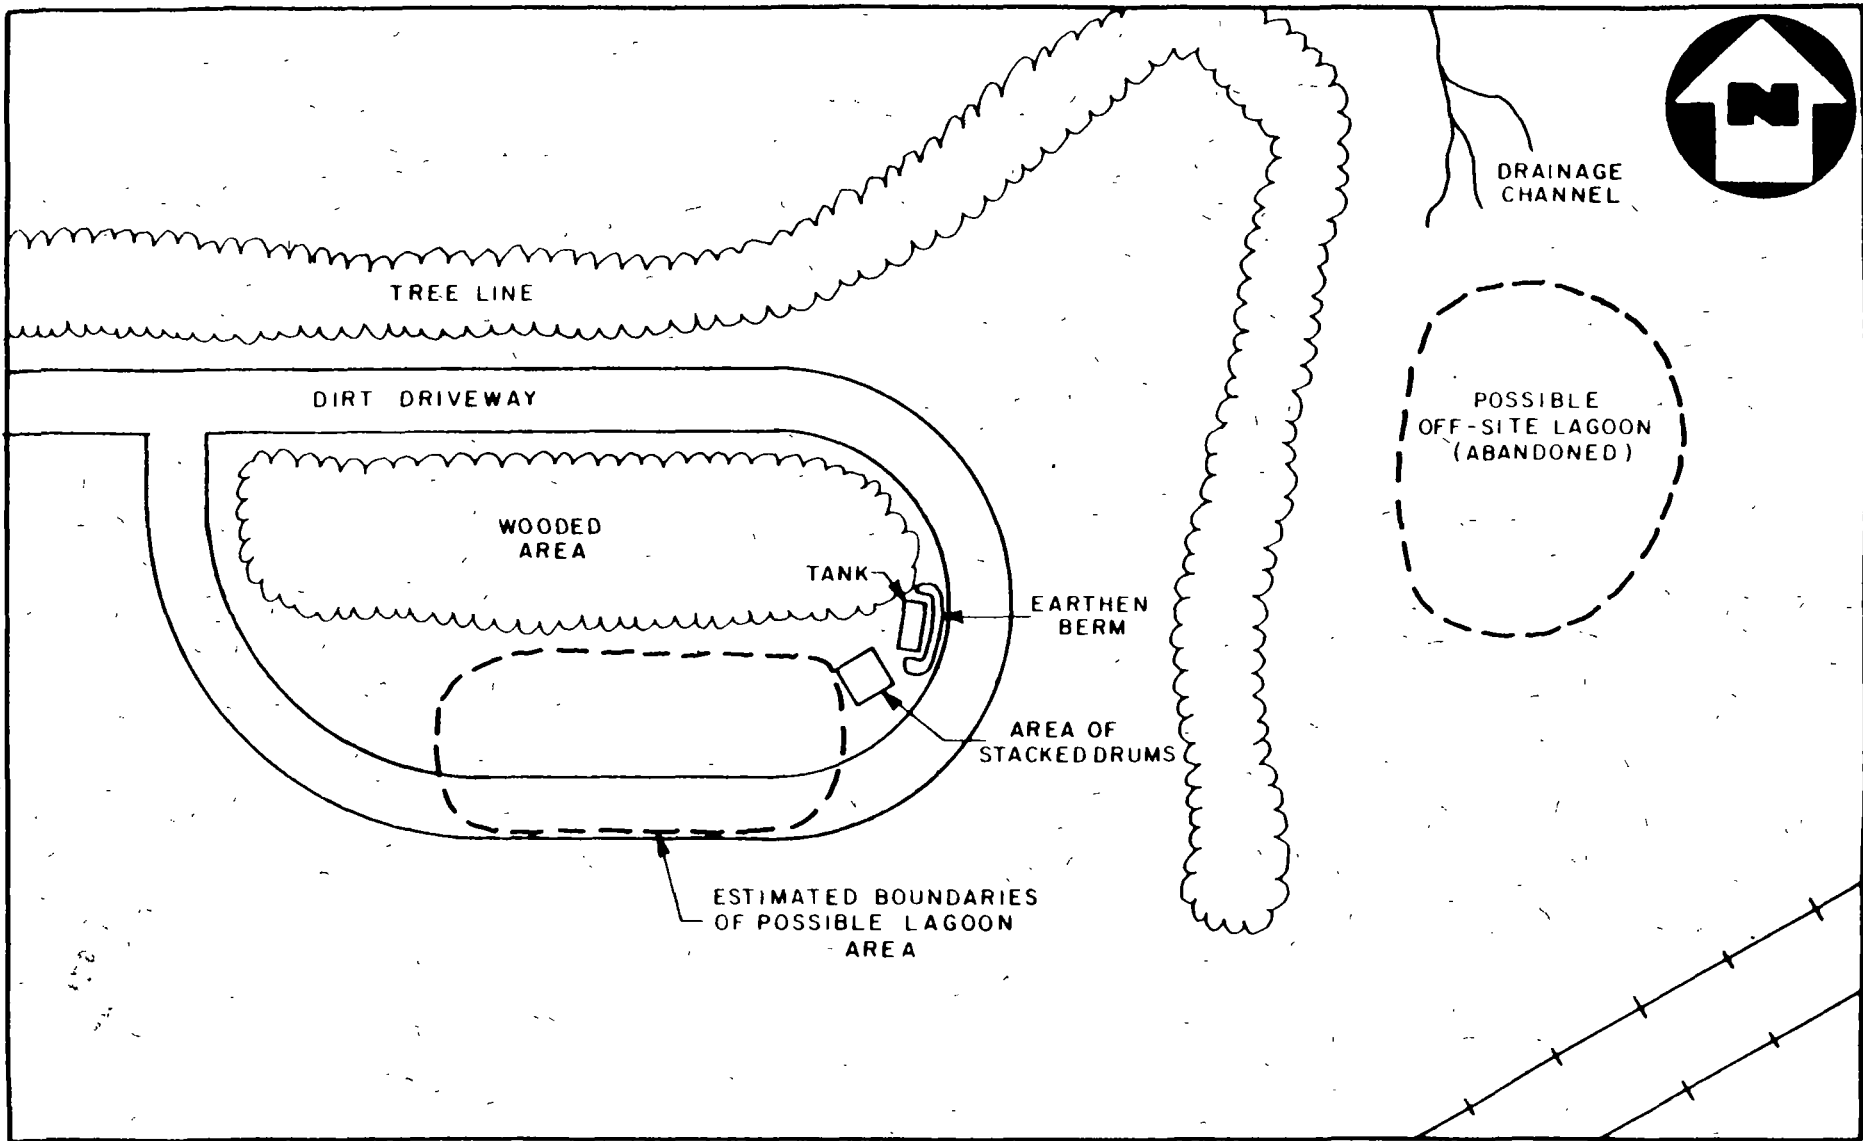 N
DRAINAGE
CHANNEL
TREE LINE
DIRT DRIVEWAY
POSSIBLE
OFF-SITE LAGOON
(ABANDONED)
WOODED
AREA
TANK
EARTHEN
BERM
AREA OF
STACKED DRUMS
ESTIMATED BOUNDARIES
OF POSSIBLE LAGOON
AREA